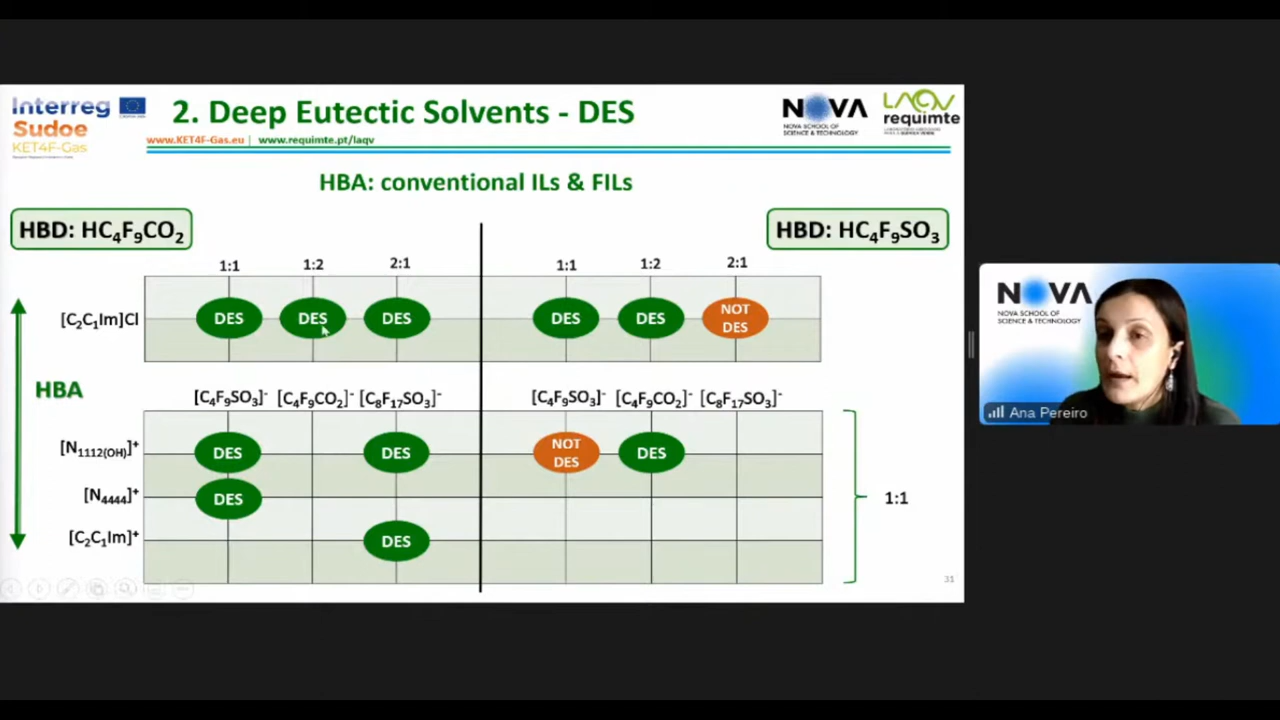 Interreg
Sudoe
KET4F-Gas
2. Deep Eutectic Solvents - DES
www.KET4F-Gas.eu | www.requimte.pt/laqv
NOVA
NOVA SCHOOL OF
SCIENCE & TECHNOLOGY
LAQV
requimte
HBA: conventional ILs & FILs
HBD: HC₄F₉CO₂
HBD: HC₄F₉SO₃
1:1 1:2 2:1
1:1 1:2 2:1
[C₂C₁Im]Cl
DES DES DES
DES DES NOT DES
HBA
[C₄F₉SO₃]⁻ [C₄F₉CO₂]⁻ [C₈F₁₇SO₃]⁻
[C₄F₉SO₃]⁻ [C₄F₉CO₂]⁻ [C₈F₁₇SO₃]⁻
[N₁₁₁₂₍OH₎]⁺
DES DES
NOT DES DES
[N₄₄₄₄]⁺
DES
1:1
[C₂C₁Im]⁺
DES
31
NOVA
NOVA SCHOOL OF
SCIENCE & TECHNOLOGY
Ana Pereiro